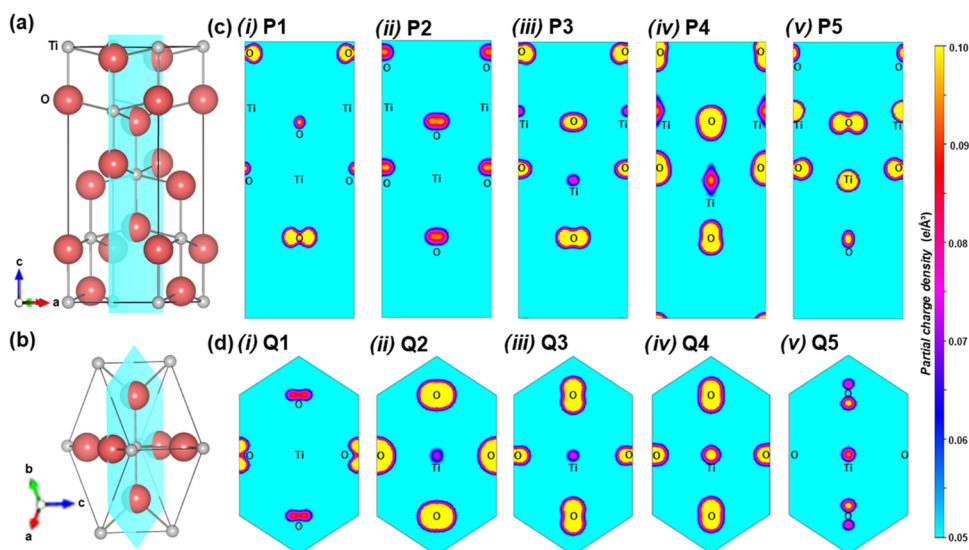 (a)
Ti
O
c
a
(b)
b
c
a
(c)
(i) P1
O
O
Ti
Ti
O
O
Ti
O
O
(ii) P2
O
O
Ti
Ti
O
O
Ti
O
O
(iii) P3
O
O
Ti
O
Ti
O
O
Ti
O
(iv) P4
O
O
Ti
O
Ti
O
O
Ti
O
(v) P5
O
O
Ti
O
Ti
O
Ti
O
O
(d)
(i) Q1
O
O
Ti
O
O
(ii) Q2
O
O
O
Ti
O
(iii) Q3
O
O
O
Ti
O
(iv) Q4
O
O
O
Ti
O
(v) Q5
O
O
O
Ti
O
0.10
0.09
0.08
0.07
0.06
0.05
Partial charge density (e/Å³)